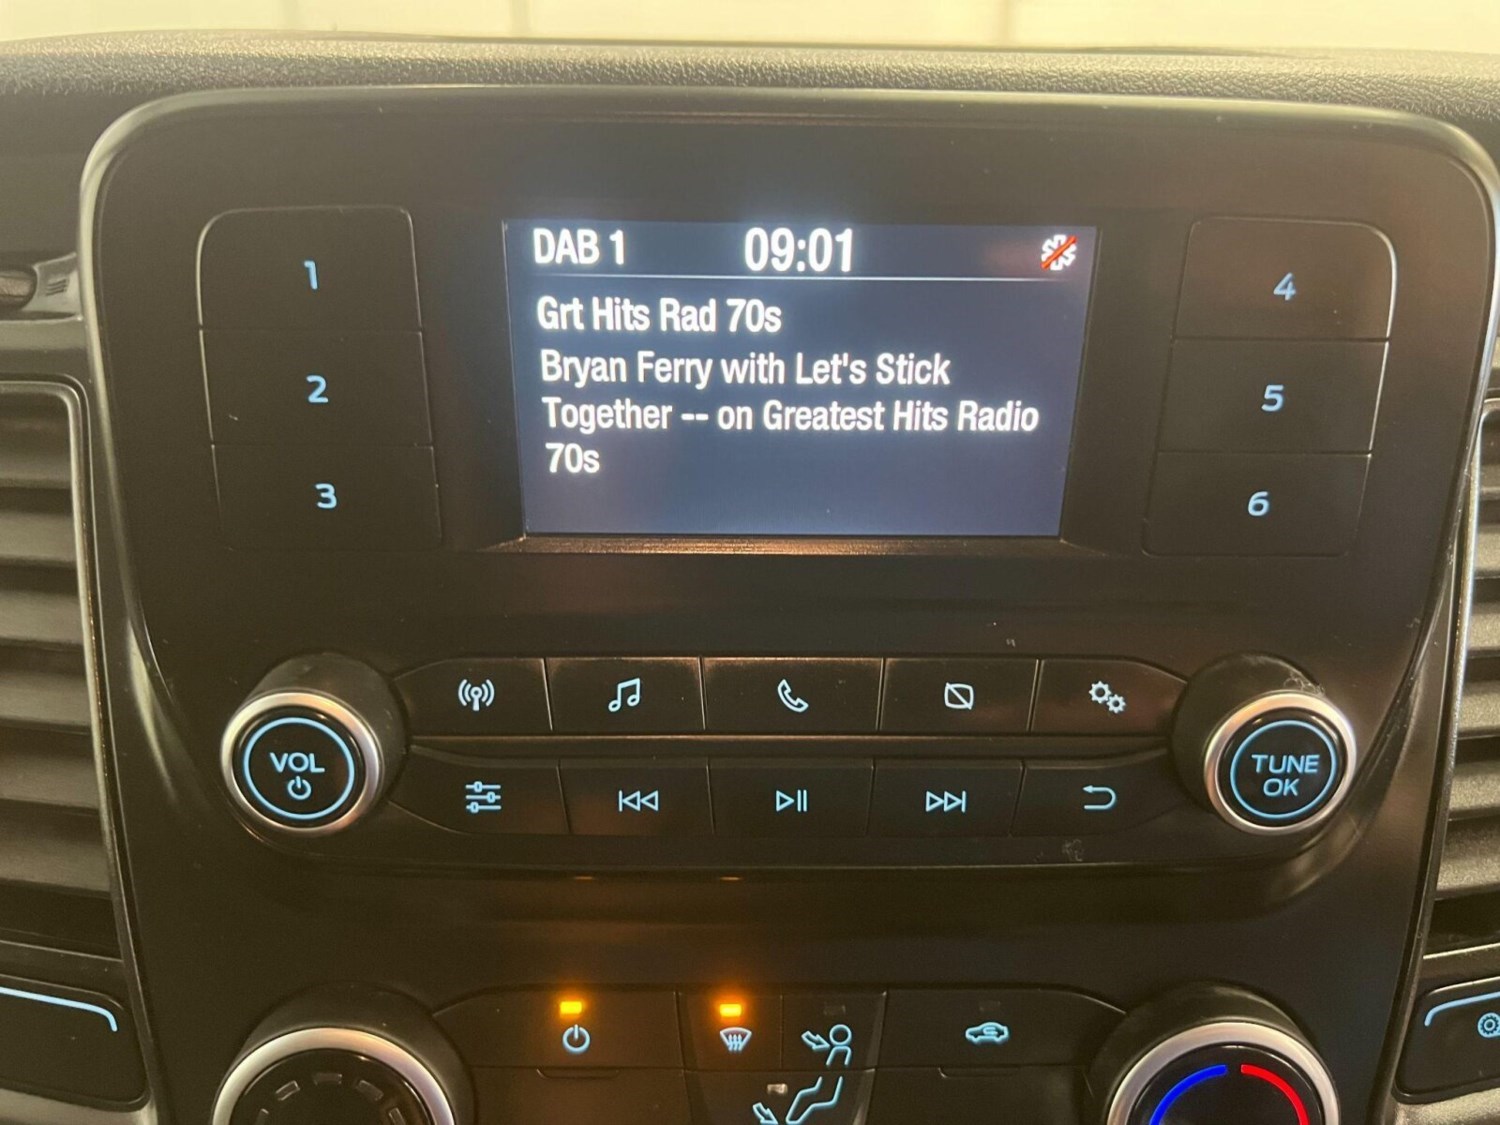 DAB 1 09:01
Grt Hits Rad 70s
Bryan Ferry with Let's Stick
Together -- on Greatest Hits Radio
70s
1
2
3
4
5
6
VOL
TUNE
OK